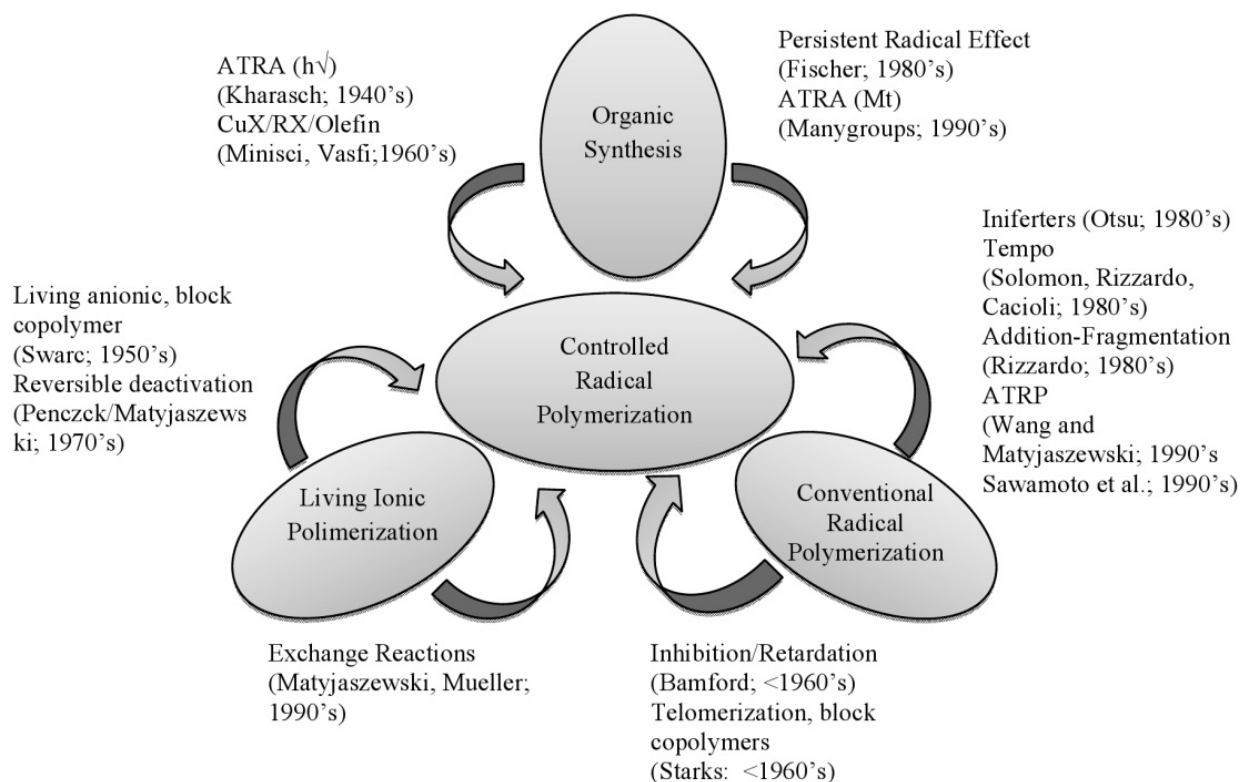 ATRA (h√)
(Kharasch; 1940’s)
CuX/RX/Olefin
(Minisci, Vasfi;1960’s)
Organic
Synthesis
Persistent Radical Effect
(Fischer; 1980’s)
ATRA (Mt)
(Manygroups; 1990’s)
Living anionic, block
copolymer
(Swarc; 1950’s)
Reversible deactivation
(Penczck/Matyjaszews
ki; 1970’s)
Controlled
Radical
Polymerization
Iniferters (Otsu; 1980’s)
Tempo
(Solomon, Rizzardo,
Cacioli; 1980’s)
Addition-Fragmentation
(Rizzardo; 1980’s)
ATRP
(Wang and
Matyjaszewski; 1990’s
Sawamoto et al.; 1990’s)
Living Ionic
Polimerization
Conventional
Radical
Polymerization
Exchange Reactions
(Matyjaszewski, Mueller;
1990’s)
Inhibition/Retardation
(Bamford; <1960’s)
Telomerization, block
copolymers
(Starks:  <1960’s)